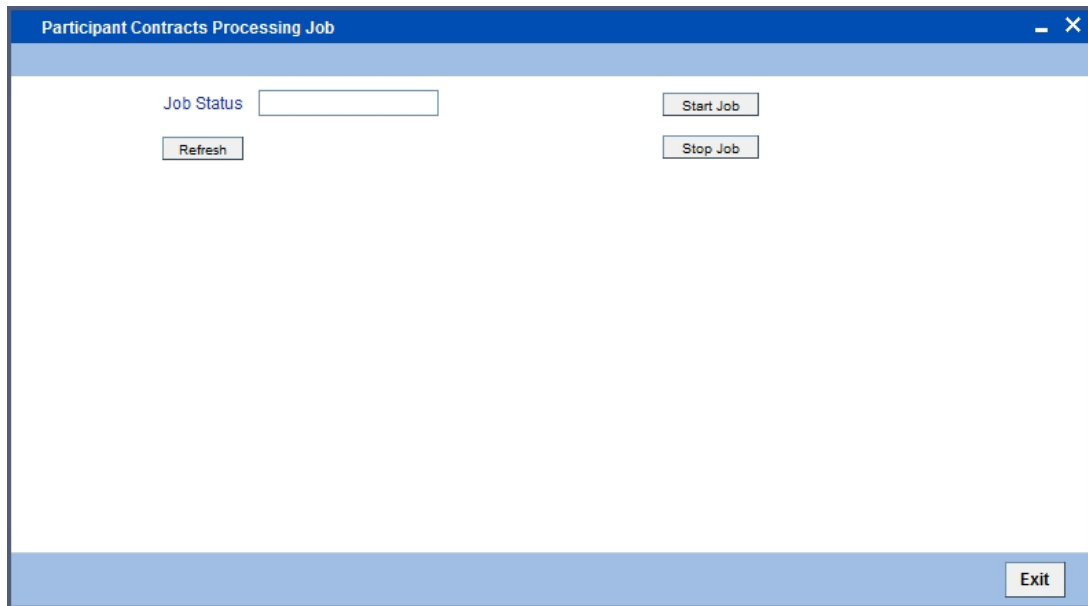 Participant Contracts Processing Job
Job Status
Start Job
Refresh
Stop Job
Exit